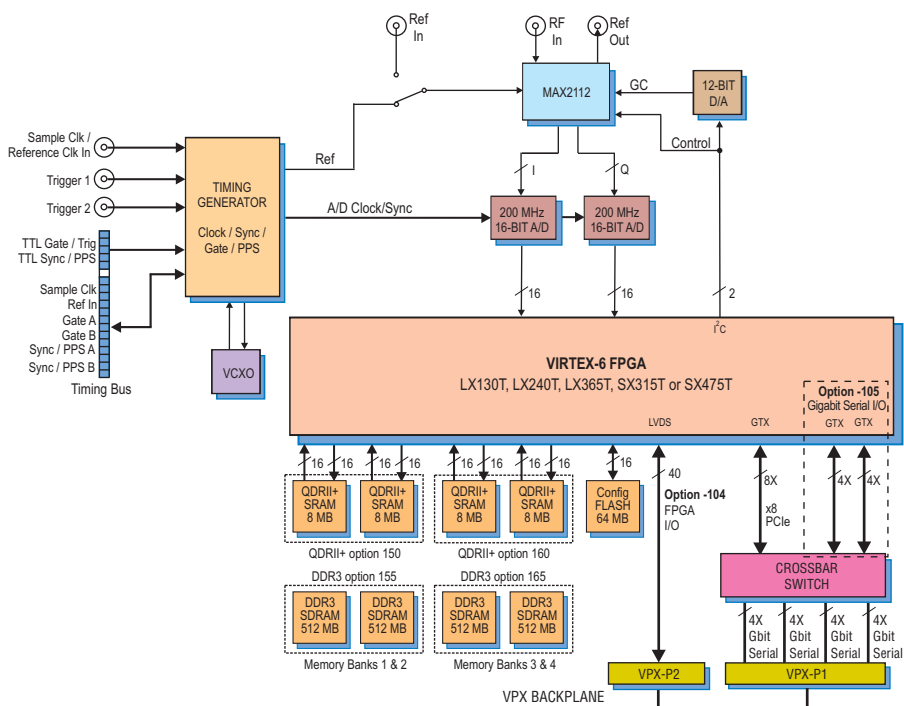 Ref
In
RF
In
Ref
Out
MAX2112
GC
12-BIT
D/A
Control
Sample Clk /
Reference Clk In
Trigger 1
Trigger 2
TTL Gate / Trig
TTL Sync / PPS
Sample Clk
Ref In
Gate A
Gate B
Sync / PPS A
Sync / PPS B
Timing Bus
TIMING
GENERATOR
Clock / Sync /
Gate / PPS
VCXO
Ref
A/D Clock/Sync
I
Q
200 MHz
16-BIT A/D
200 MHz
16-BIT A/D
16
16
2
I2C
VIRTEX-6 FPGA
LX130T, LX240T, LX365T, SX315T or SX475T
LVDS
GTX
Option -105
Gigabit Serial I/O
GTX
GTX
16
16
16
16
16
16
16
16
16
40
8X
4X
4X
QDRII+
SRAM
8 MB
QDRII+
SRAM
8 MB
QDRII+ option 150
QDRII+
SRAM
8 MB
QDRII+
SRAM
8 MB
QDRII+ option 160
Config
FLASH
64 MB
Option -104
FPGA
I/O
x8
PCIe
CROSSBAR
SWITCH
DDR3 option 155
DDR3
SDRAM
512 MB
DDR3
SDRAM
512 MB
Memory Banks 1 & 2
DDR3 option 165
DDR3
SDRAM
512 MB
DDR3
SDRAM
512 MB
Memory Banks 3 & 4
4X
Gbit
Serial
4X
Gbit
Serial
4X
Gbit
Serial
4X
Gbit
Serial
VPX-P2
VPX-P1
VPX BACKPLANE